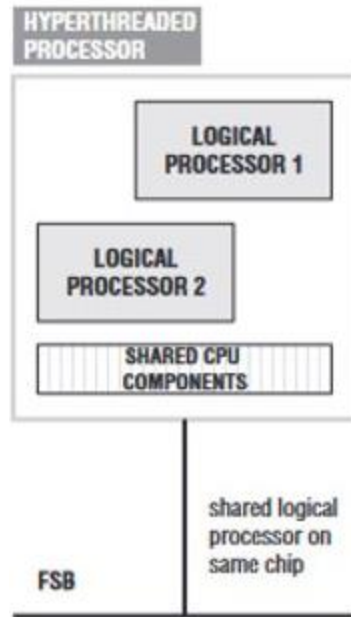 HYPERTHREADED
PROCESSOR
LOGICAL
PROCESSOR 1
LOGICAL
PROCESSOR 2
SHARED CPU
COMPONENTS
shared logical
processor on
same chip
FSB